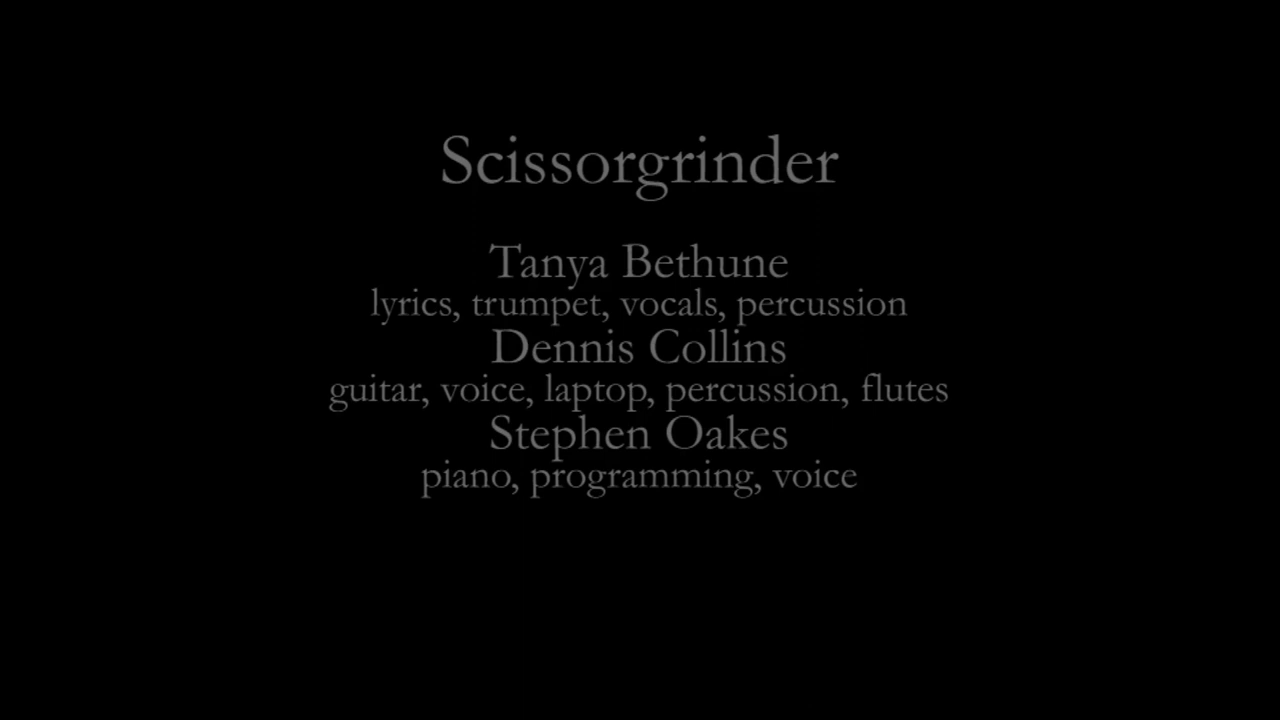 Scissorgrinder
Tanya Bethune
lyrics, trumpet, vocals, percussion
Dennis Collins
guitar, voice, laptop, percussion, flutes
Stephen Oakes
piano, programming, voice